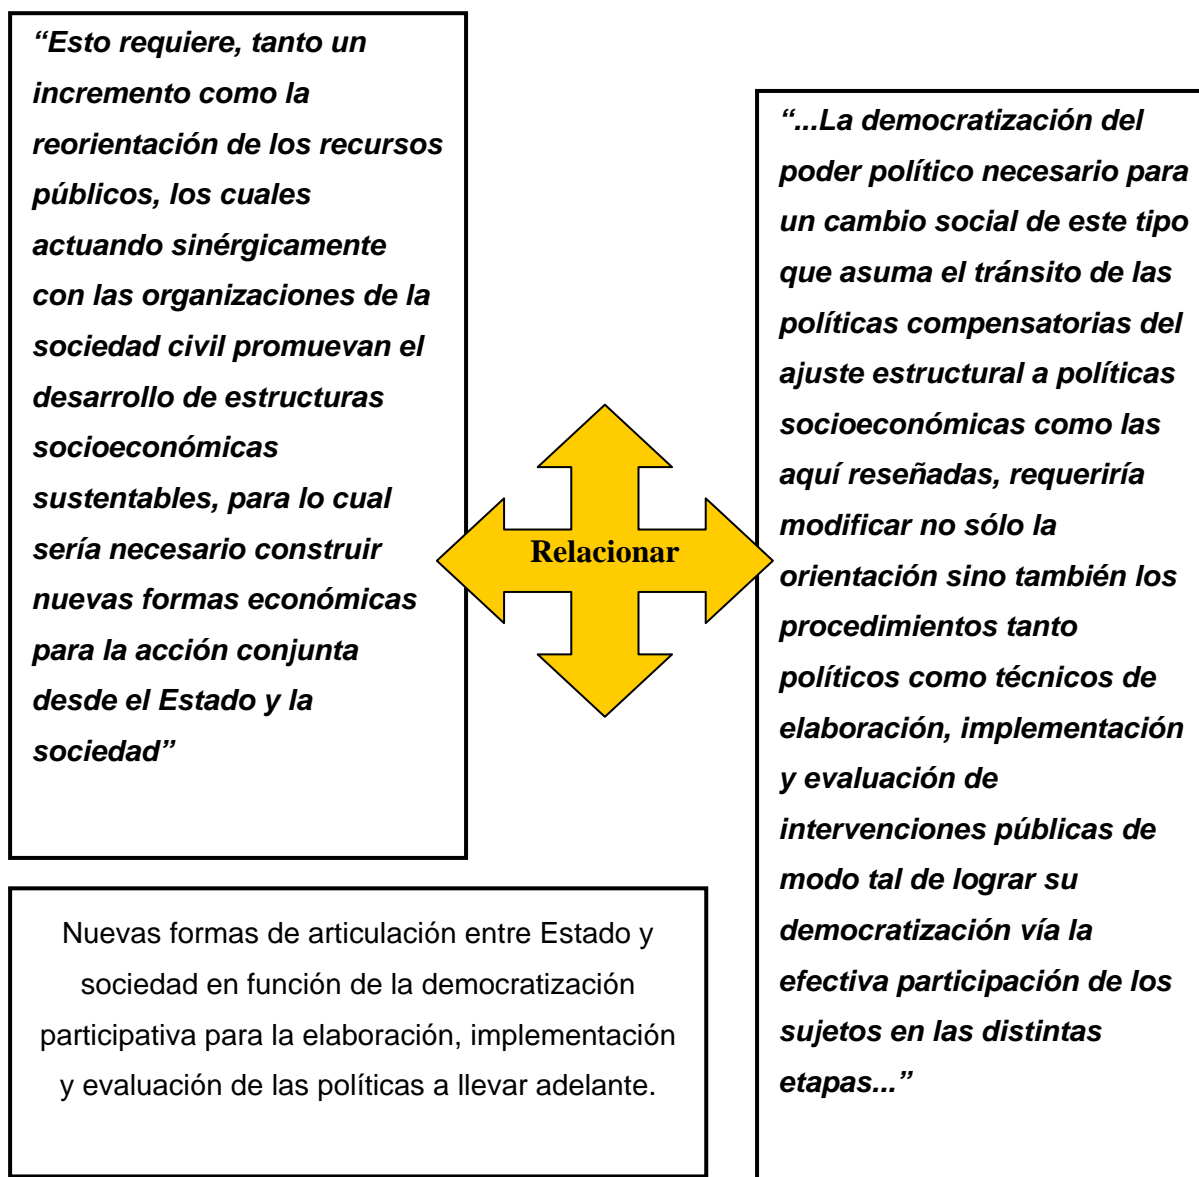 “Esto requiere, tanto un
incremento como la
reorientación de los recursos
públicos, los cuales
actuando sinérgicamente
con las organizaciones de la
sociedad civil promuevan el
desarrollo de estructuras
socioeconómicas
sustentables, para lo cual
sería necesario construir
nuevas formas económicas
para la acción conjunta
desde el Estado y la
sociedad”
Relacionar
“...La democratización del
poder político necesario para
un cambio social de este tipo
que asuma el tránsito de las
políticas compensatorias del
ajuste estructural a políticas
socioeconómicas como las
aquí reseñadas, requeriría
modificar no sólo la
orientación sino también los
procedimientos tanto
políticos como técnicos de
elaboración, implementación
y evaluación de
intervenciones públicas de
modo tal de lograr su
democratización vía la
efectiva participación de los
sujetos en las distintas
etapas...”
Nuevas formas de articulación entre Estado y
sociedad en función de la democratización
participativa para la elaboración, implementación
y evaluación de las políticas a llevar adelante.